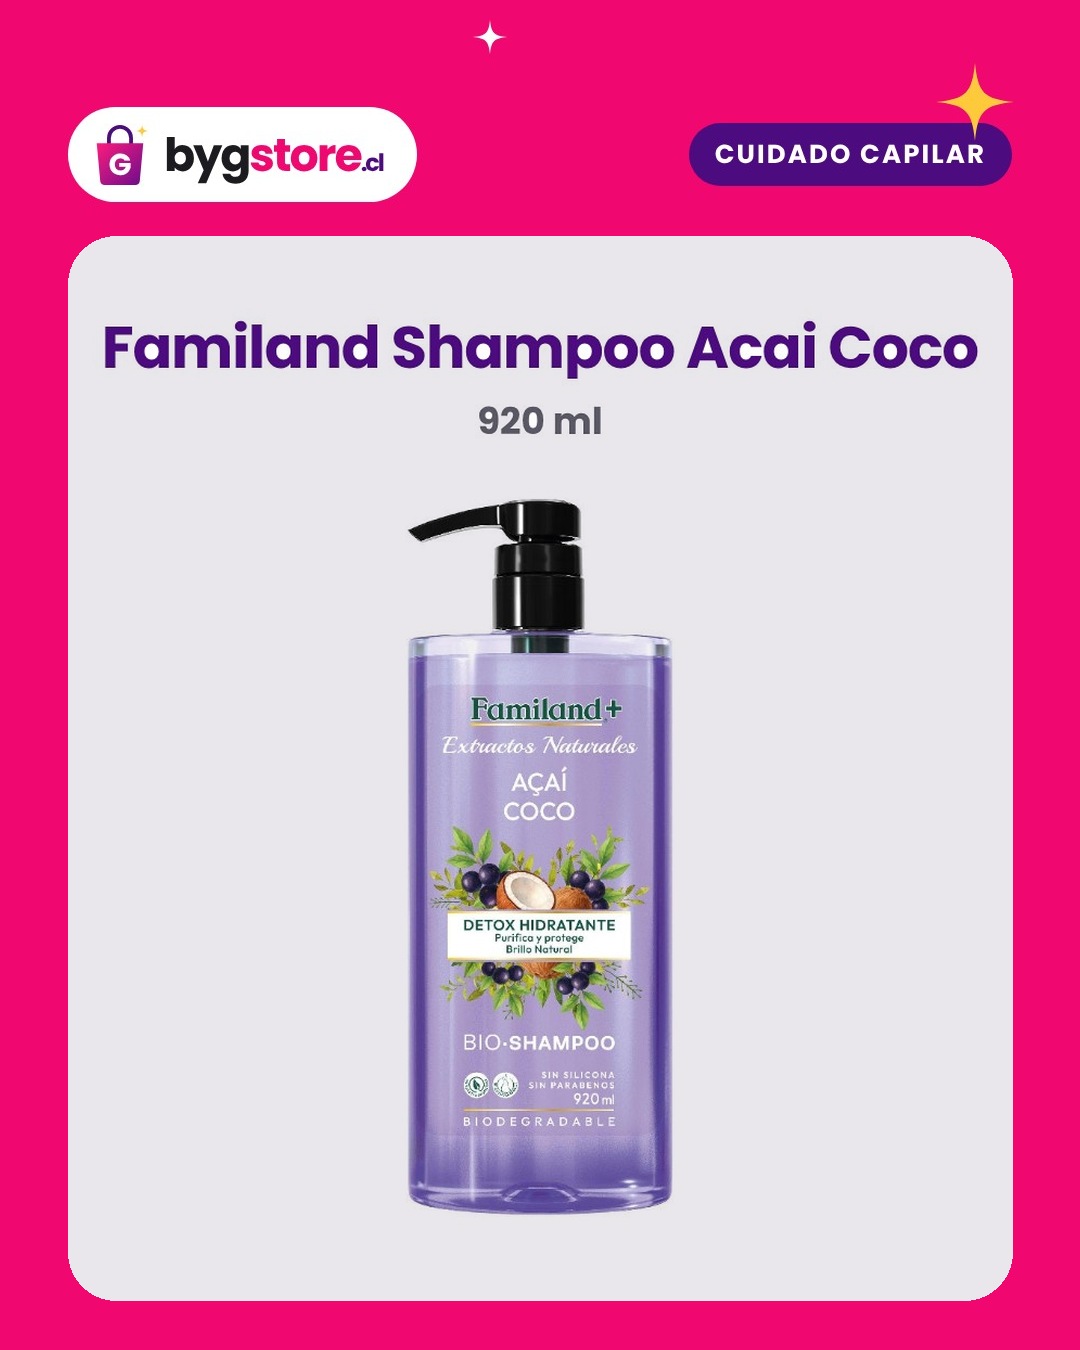 G bygstore.cl
CUIDADO CAPILAR
Familand Shampoo Acai Coco
920 ml
Familand+
Extractos Naturales
AÇAÍ
COCO
DETOX HIDRATANTE
Purifica y protege
Brillo Natural
BIO·SHAMPOO
SIN SILICONA
SIN PARABENOS
920 ml
BIODEGRADABLE